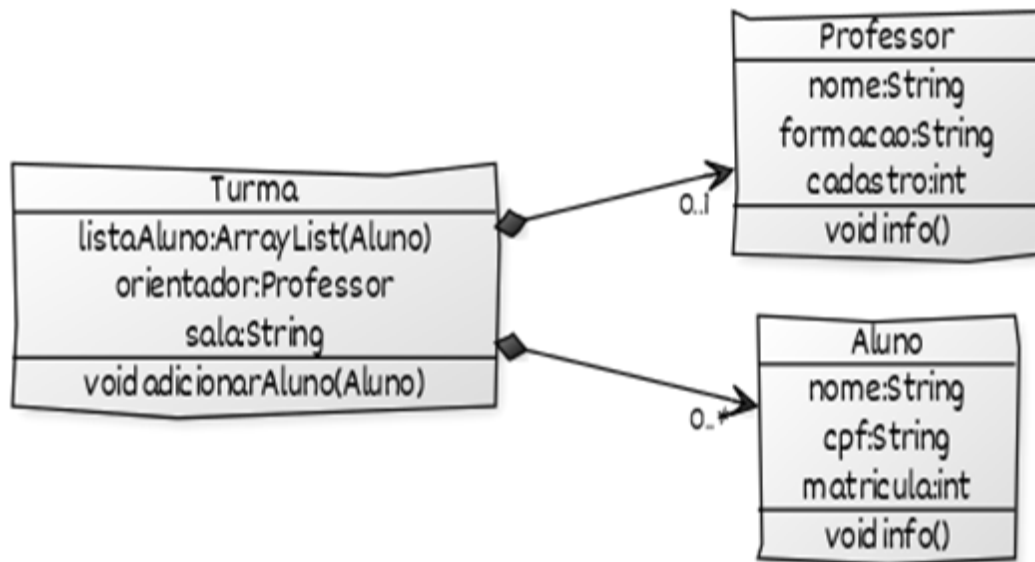 Turma
listaAluno:ArrayList(Aluno)
orientador:Professor
sala:String
void adicionarAluno(Aluno)
Professor
nome:String
formacao:String
cadastro:int
void info()
0..1
Aluno
nome:String
cpf:String
matricula:int
void info()
0..*